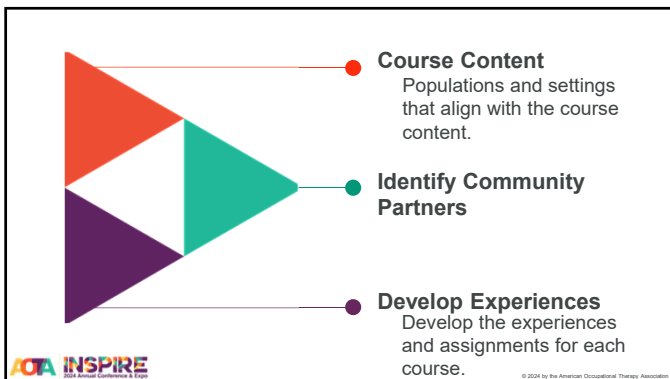 Course Content
Populations and settings
that align with the course
content.
Identify Community
Partners
Develop Experiences
Develop the experiences
and assignments for each
course.
AOTA INSPIRE
2024 Annual Conference & Expo
© 2024 by the American Occupational Therapy Association